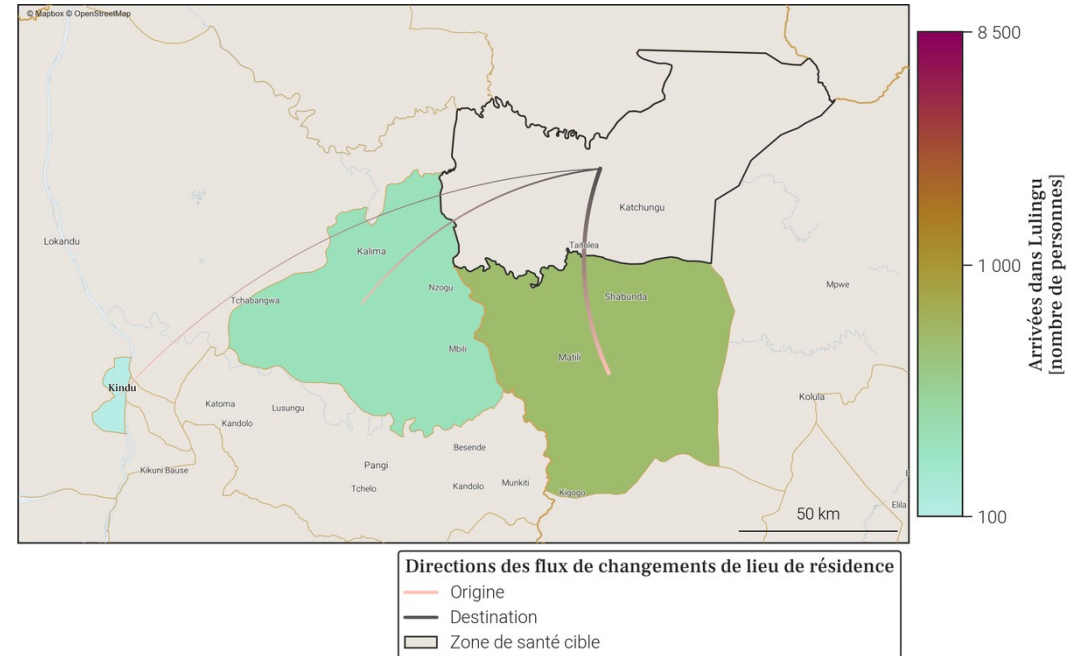 © Mapbox © OpenStreetMap
8 500
Lokandu
Katchungu
Kalima
Taitolea
Arrivées dans Lulingu
[nombre de personnes]
1 000
Nzogu
Mpwe
Shabunda
Tchabangwa
Mbili
Matili
Kindu
Kolula
Katoma
Lusungu
Kandolo
Besende
Pangi
Kikuni Bause
Munkiti
Tchelo
Kandolo
Kigogo
E
Elila
50 km
100
Directions des flux de changements de lieu de résidence
Origine
Destination
Zone de santé cible